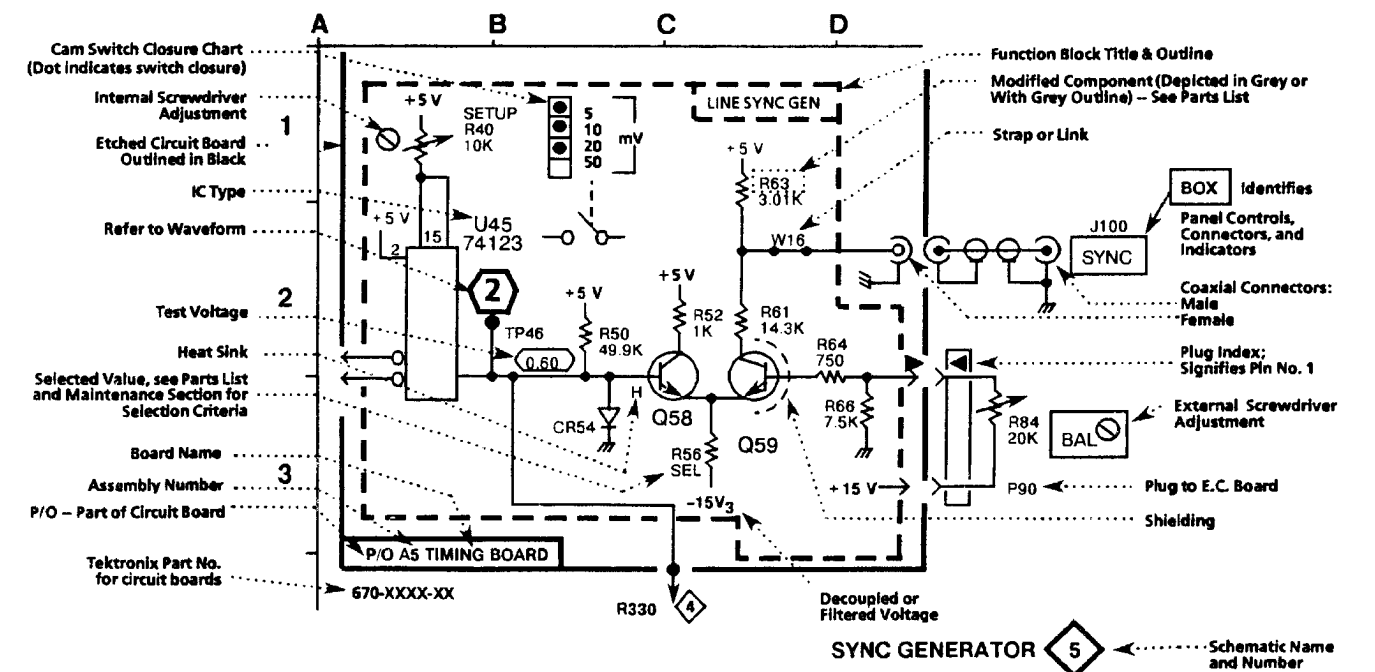 A B C D
Cam Switch Closure Chart
(Dot indicates switch closure)
Internal Screwdriver
Adjustment
1
Etched Circuit Board
Outlined in Black
IC Type
Refer to Waveform
2
Test Voltage
Heat Sink
Selected Value, see Parts List
and Maintenance Section for
Selection Criteria
Board Name
3
Assembly Number
P/O – Part of Circuit Board
Tektronix Part No.
for circuit boards
+5 V
SETUP
R40
10K
5
10
20
50
mV
LINE SYNC GEN
+5 V
R63
3.01K
W16
+5 V
2
15
U45
74123
2
TP46
0.60
+5 V
R50
49.9K
+5 V
R52
1K
R61
14.3K
R64
750
R66
7.5K
H
Q58
CR54
Q59
R56
SEL
-15V3
+15 V
P/O A5 TIMING BOARD
670-XXXX-XX
R330
4
Function Block Title & Outline
Modified Component (Depicted in Grey or
With Grey Outline) – See Parts List
Strap or Link
BOX
Identifies
Panel Controls,
Connectors, and
Indicators
J100
SYNC
Coaxial Connectors:
Male
Female
Plug Index;
Signifies Pin No. 1
R84
20K
BAL
External Screwdriver
Adjustment
P90
Plug to E.C. Board
Shielding
Decoupled or
Filtered Voltage
SYNC GENERATOR
5
Schematic Name
and Number